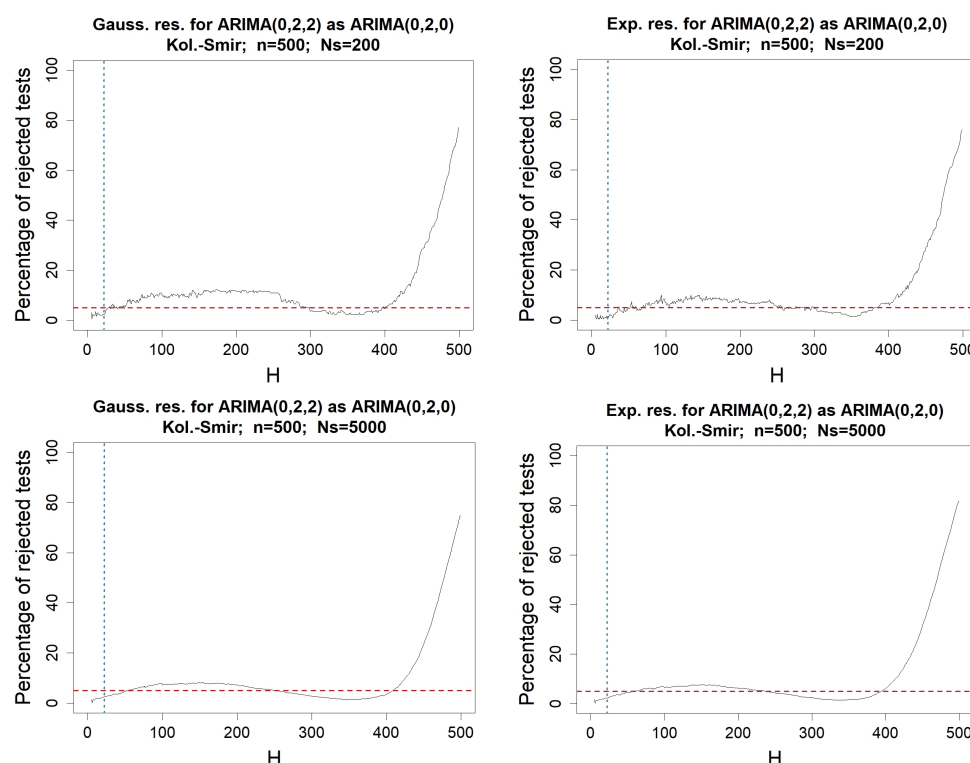 Gauss. res. for ARIMA(0,2,2) as ARIMA(0,2,0)
Kol.-Smir; n=500; Ns=200
Percentage of rejected tests
100
80
60
40
20
0
0 100 200 300 400 500
H
Exp. res. for ARIMA(0,2,2) as ARIMA(0,2,0)
Kol.-Smir; n=500; Ns=200
Percentage of rejected tests
100
80
60
40
20
0
0 100 200 300 400 500
H
Gauss. res. for ARIMA(0,2,2) as ARIMA(0,2,0)
Kol.-Smir; n=500; Ns=5000
Percentage of rejected tests
100
80
60
40
20
0
0 100 200 300 400 500
H
Exp. res. for ARIMA(0,2,2) as ARIMA(0,2,0)
Kol.-Smir; n=500; Ns=5000
Percentage of rejected tests
100
80
60
40
20
0
0 100 200 300 400 500
H